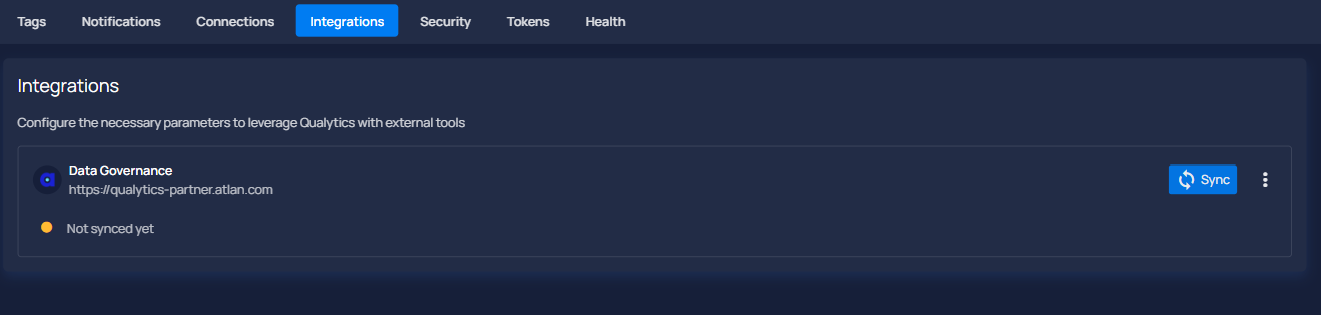 Tags Notifications Connections Integrations Security Tokens Health
Integrations
Configure the necessary parameters to leverage Qualytics with external tools
Data Governance
https://qualytics-partner.atlan.com
Sync
Not synced yet